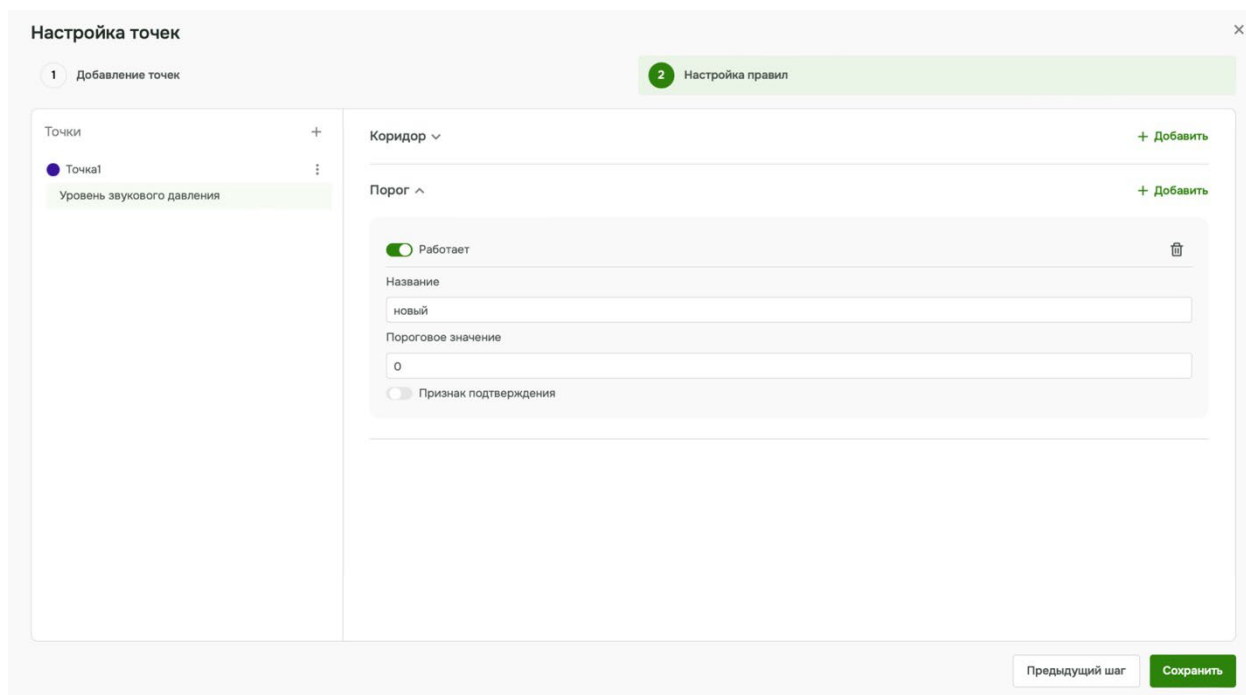 Настройка точек
1 Добавление точек
2 Настройка правил
Точки
Точка1
Уровень звукового давления
Коридор
+ Добавить
Порог
+ Добавить
Работает
Название
новый
Пороговое значение
0
Признак подтверждения
Предыдущий шаг
Сохранить